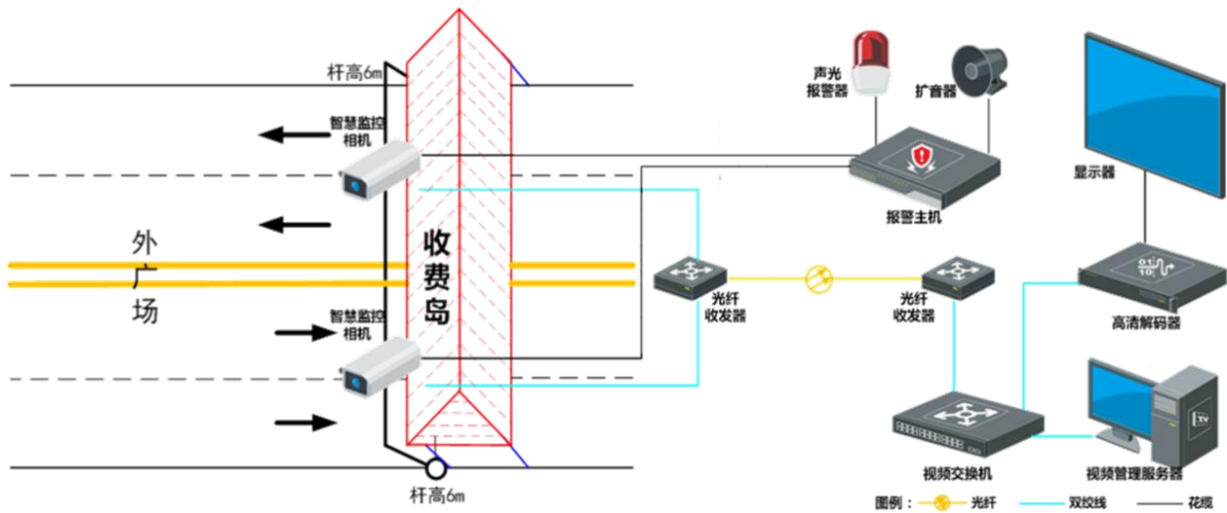 杆高6m
智慧监控
相机
外广场
收费岛
智慧监控
相机
杆高6m
声光
报警器
扩音器
报警主机
显示器
光纤
收发器
光纤
收发器
0 1
10
高清解码器
视频交换机
TV
视频管理服务器
图例：
光纤
双绞线
花缆